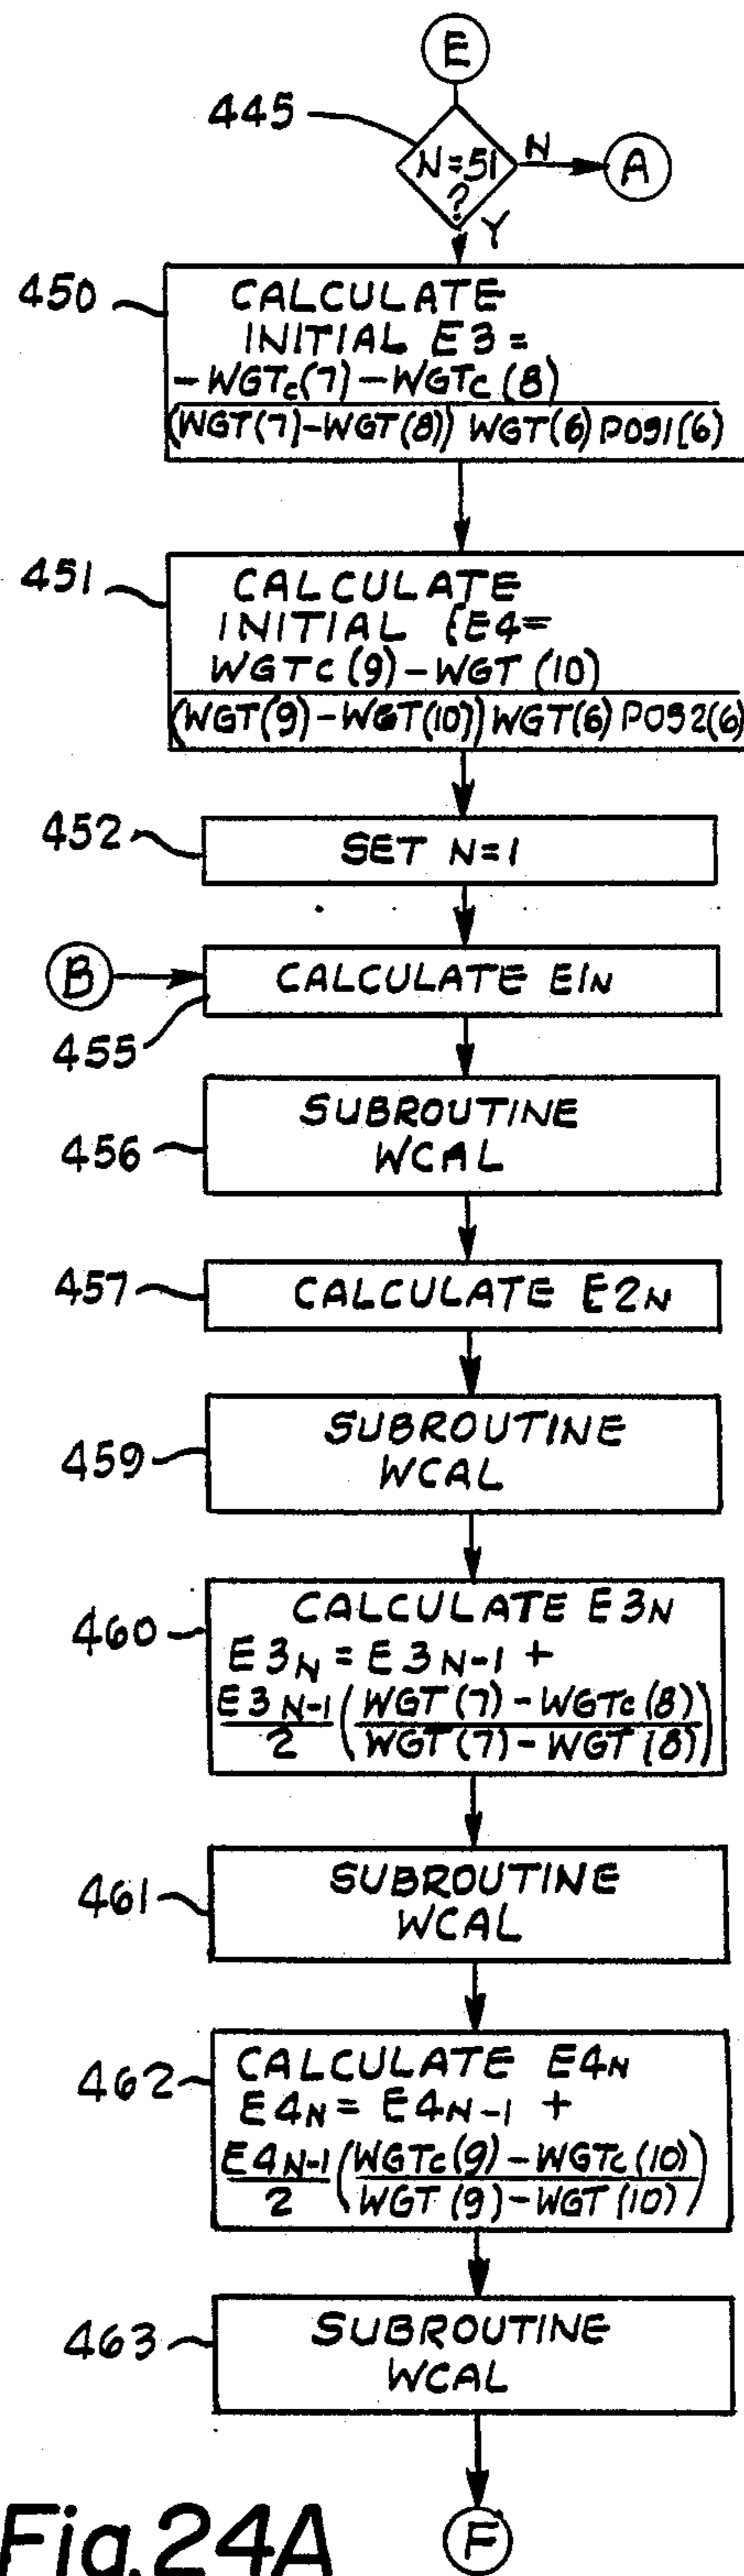 E
445
N=51
?
N
A
Y
450
CALCULATE
INITIAL E3 =
- WGTc(7) - WGTc(8)
(WGT(7)-WGT(8)) WGT(6) POS1(6)
451
CALCULATE
INITIAL (E4=
WGTc(9) - WGT(10)
(WGT(9)-WGT(10)) WGT(6) POS2(6)
452
SET N=1
B
CALCULATE E1N
455
SUBROUTINE
WCAL
456
457
CALCULATE E2N
SUBROUTINE
WCAL
459
CALCULATE E3N
460
E3N = E3N-1 +
E3N-1 (WGT(7) - WGTc(8))
2 WGT(7) - WGT(8)
461
SUBROUTINE
WCAL
462
CALCULATE E4N
E4N = E4N-1 +
E4N-1 (WGTc(9) - WGTc(10))
2 WGT(9) - WGT(10)
463
SUBROUTINE
WCAL
F
Fig.24A